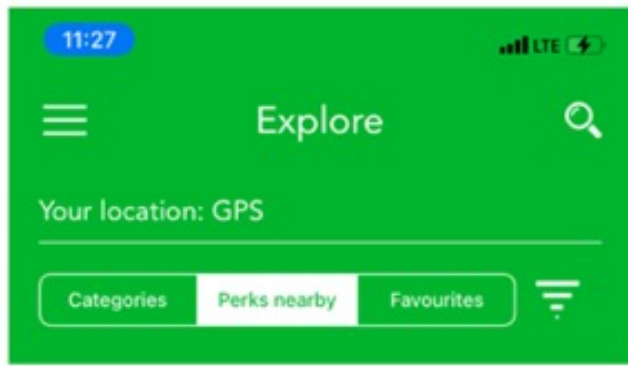 11:27 LTE
Explore
Your location: GPS
Categories Perks nearby Favourites